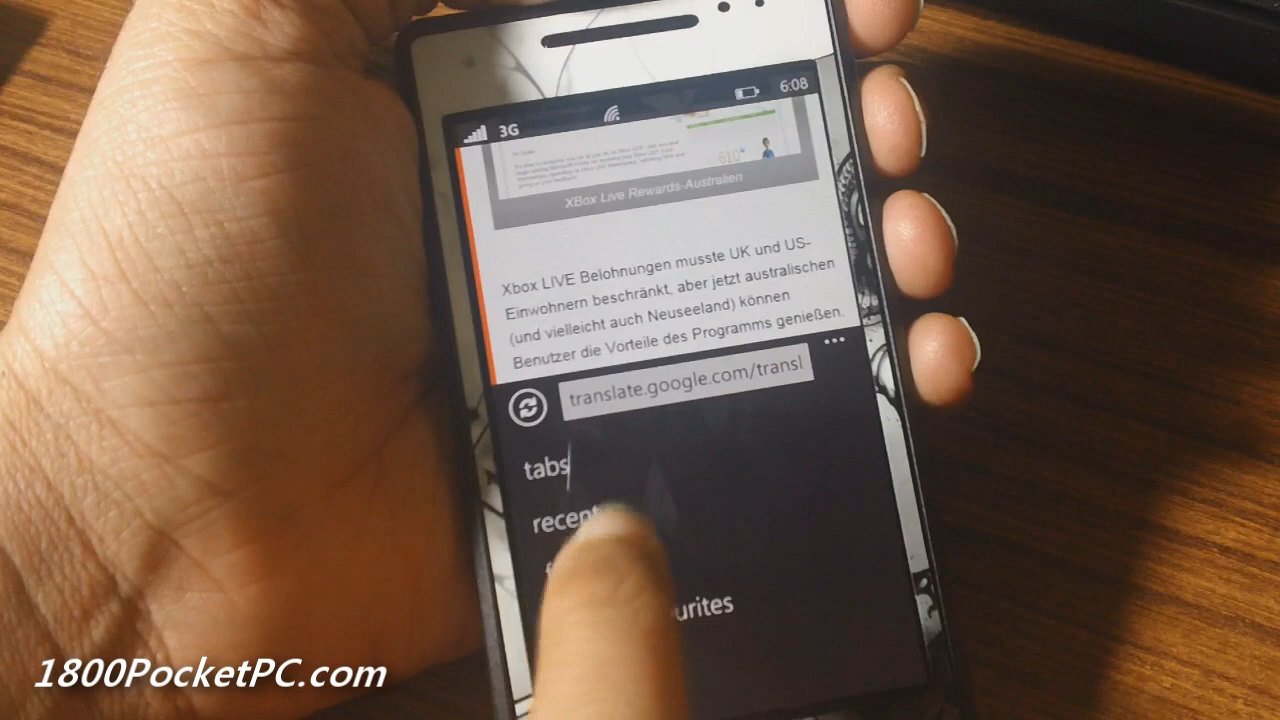 3G
6:08
610°
XBox Live Rewards-Australien
Xbox LIVE Belohnungen musste UK und US-
Einwohnern beschränkt, aber jetzt australischen
(und vielleicht auch Neuseeland) können
Benutzer die Vorteile des Programms genießen.
...
translate.google.com/transl
tabs
recent
urites
1800PocketPC.com